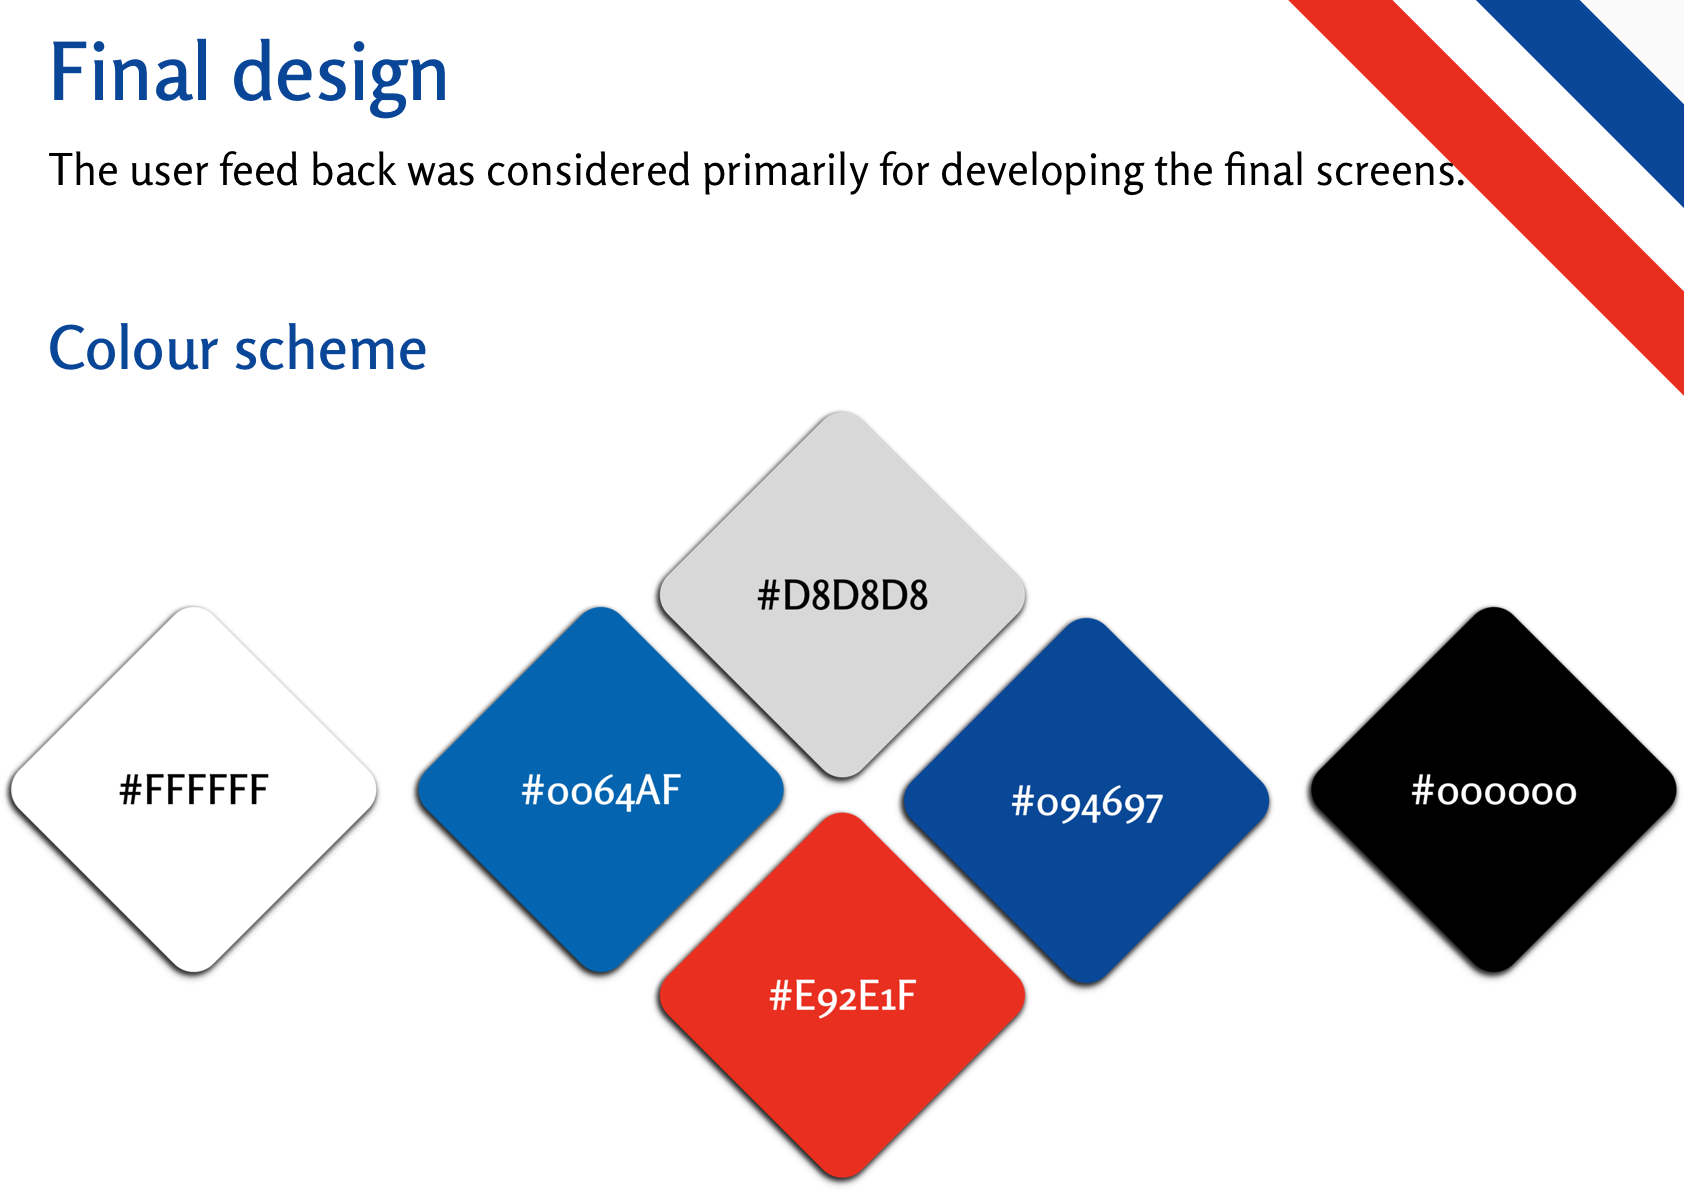 Final design
The user feed back was considered primarily for developing the final screens.
Colour scheme
#D8D8D8
#FFFFFF
#0064AF
#094697
#000000
#E92E1F